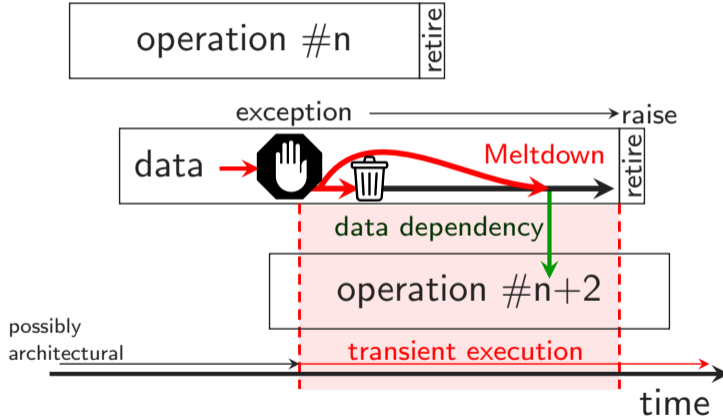 operation #n
retire
exception
raise
data
Meltdown
retire
data dependency
operation #n+2
possibly
architectural
transient execution
time